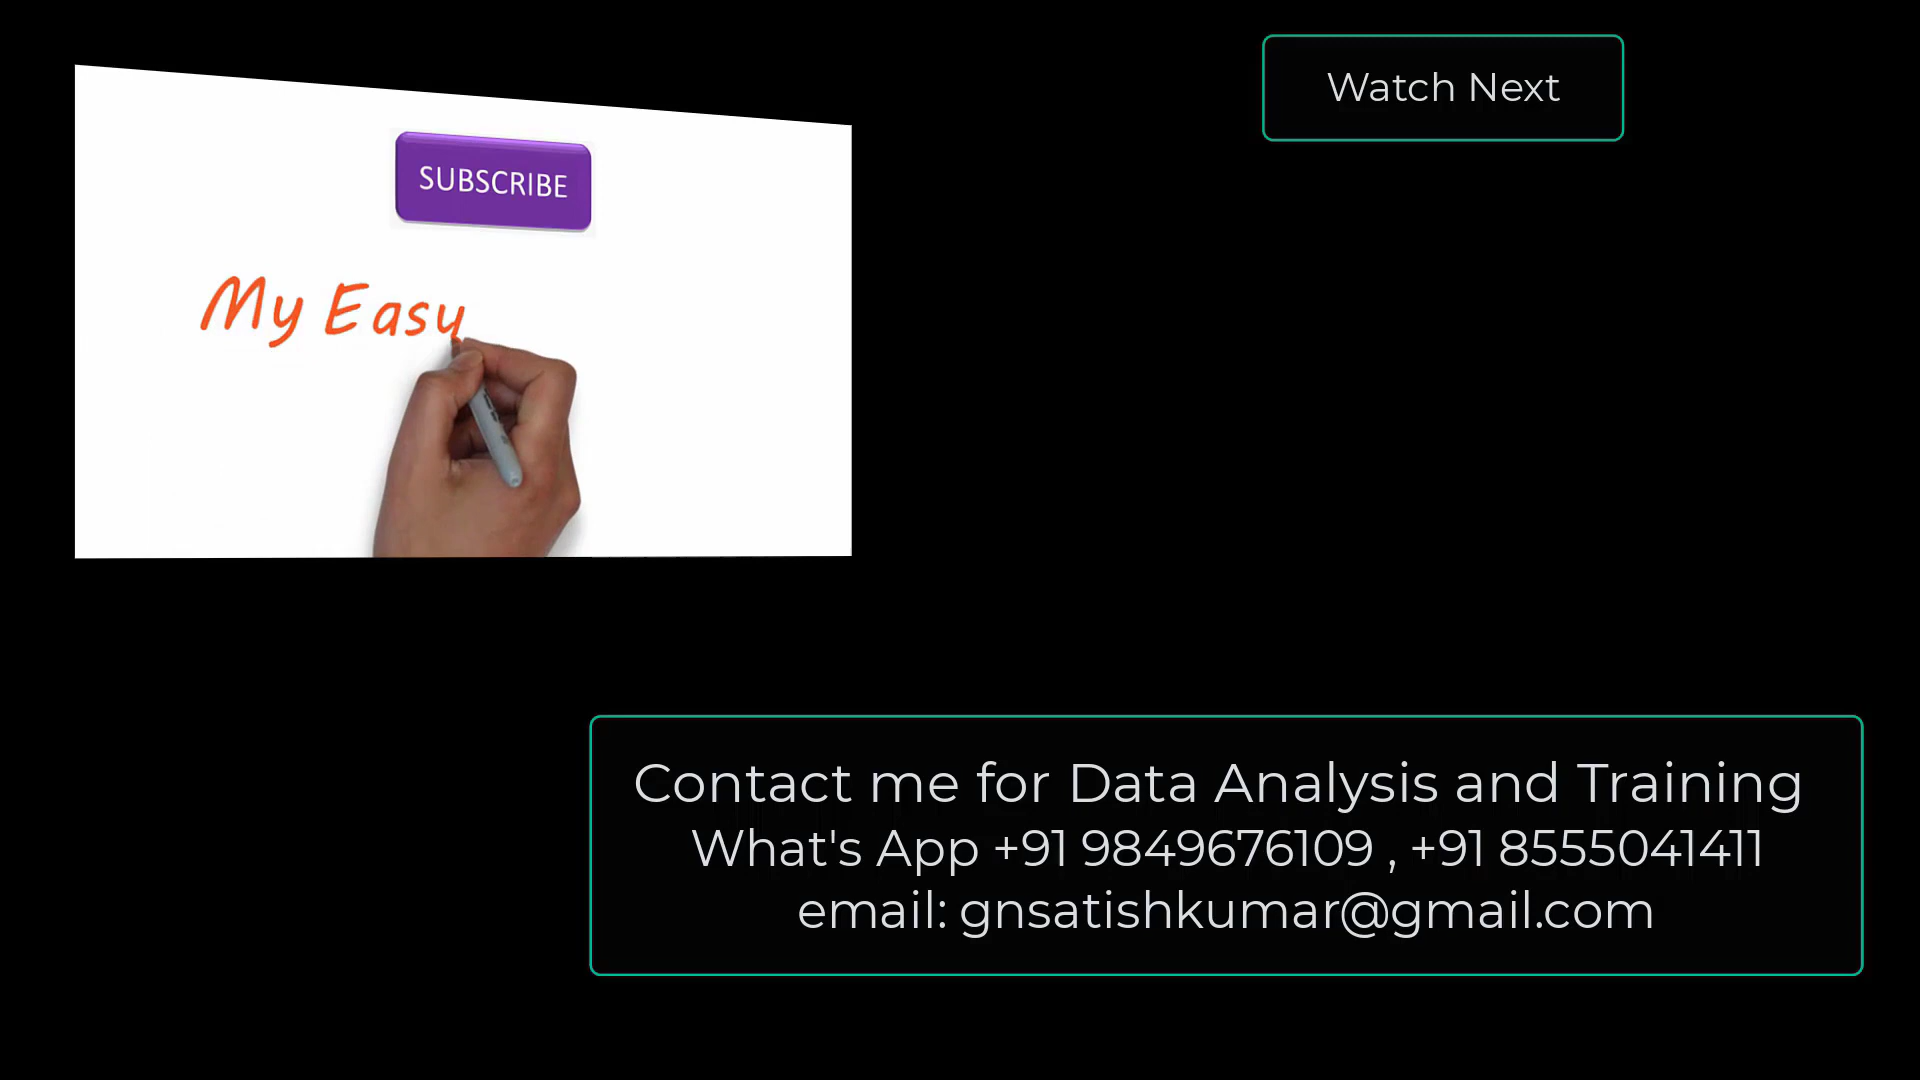 Watch Next
SUBSCRIBE
My Easy
Contact me for Data Analysis and Training
What's App +91 9849676109 , +91 8555041411
email: gnsatishkumar@gmail.com